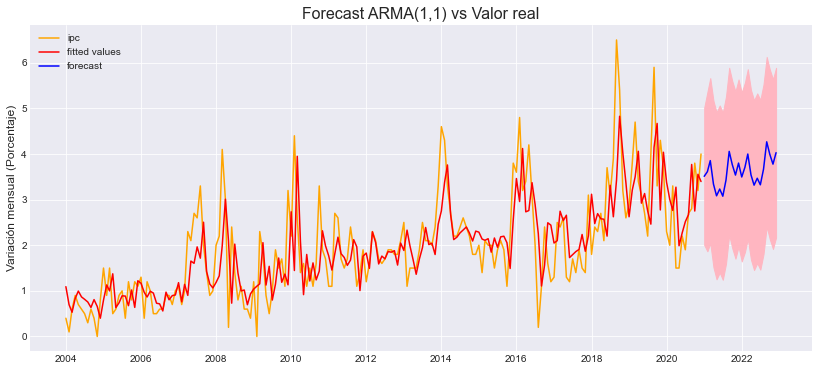 Forecast ARMA(1,1) vs Valor real
ipc
fitted values
forecast
Variación mensual (Porcentaje)
6
5
4
3
2
1
0
2004 2006 2008 2010 2012 2014 2016 2018 2020 2022